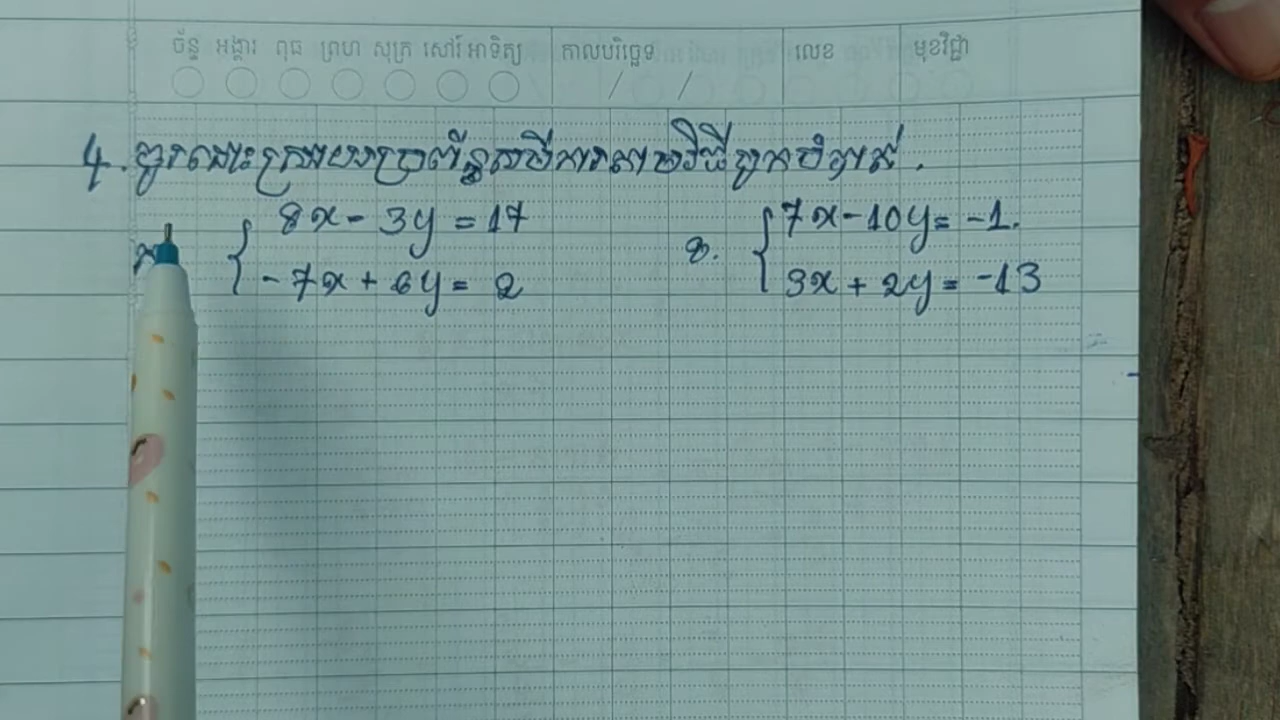 ច័ន្ទ អង្គារ ពុធ ព្រហ សុក្រ សៅរ៍ អាទិត្យ កាលបរិច្ឆេទ លេខ មុខវិជ្ជា
/ /
4. ចូរដោះស្រាយប្រព័ន្ធសមីការតាមវិធីបូកបំបាត់ .
8x - 3y = 17
-7x + 6y = 2
ខ. 7x - 10y = -1.
3x + 2y = -13